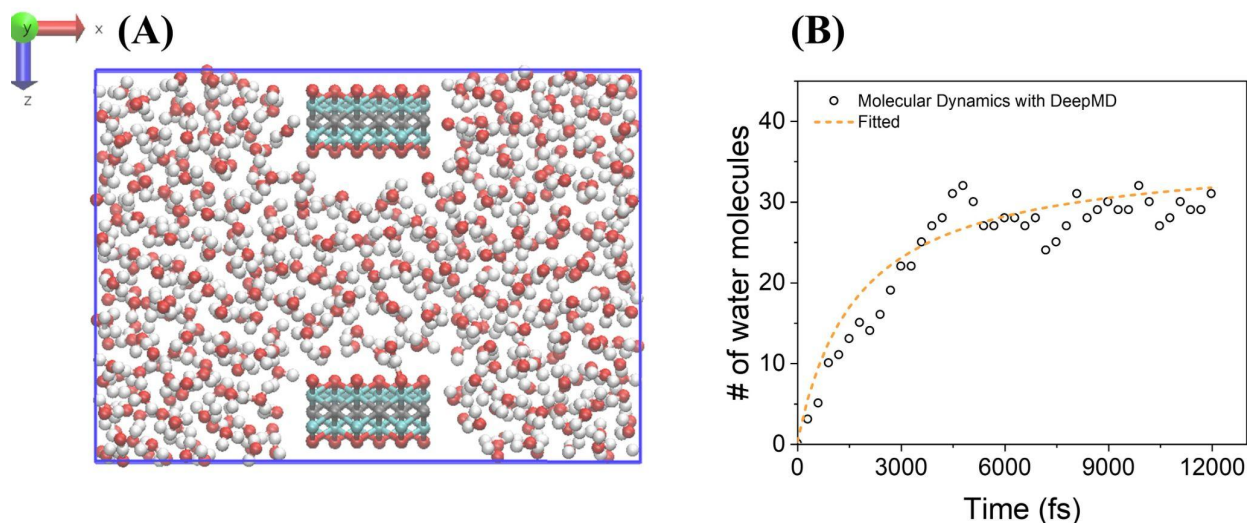 y
x
z
(A)
(B)
Molecular Dynamics with DeepMD
Fitted
# of water molecules
40
30
20
10
0
0 3000 6000 9000 12000
Time (fs)